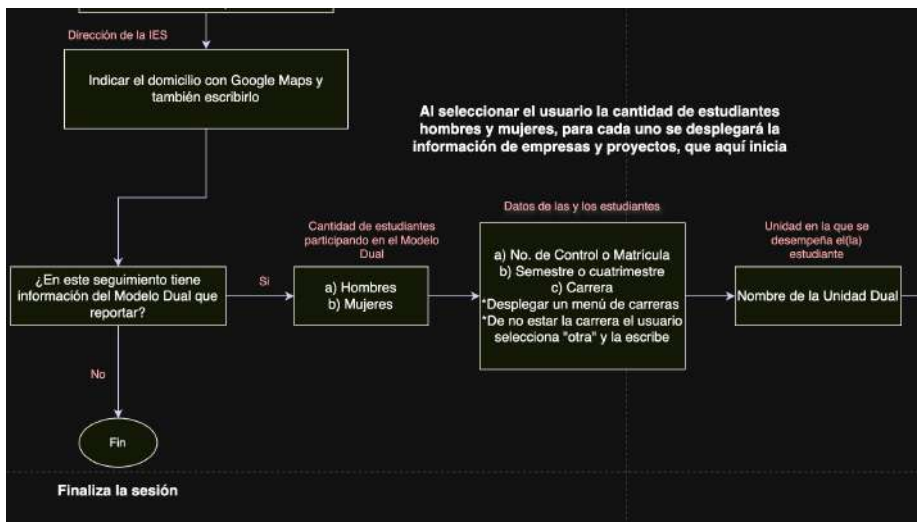 Dirección de la IES
Indicar el domicilio con Google Maps y
también escribirlo
Al seleccionar el usuario la cantidad de estudiantes
hombres y mujeres, para cada uno se desplegará la
información de empresas y proyectos, que aquí inicia
¿En este seguimiento tiene
información del Modelo Dual que
reportar?
Si
Cantidad de estudiantes
participando en el Modelo
Dual
a) Hombres
b) Mujeres
Datos de las y los estudiantes
a) No. de Control o Matrícula
b) Semestre o cuatrimestre
c) Carrera
*Desplegar un menú de carreras
*De no estar la carrera el usuario
selecciona "otra" y la escribe
Unidad en la que se
desempeña el(la)
estudiante
Nombre de la Unidad Dual
No
Fin
Finaliza la sesión